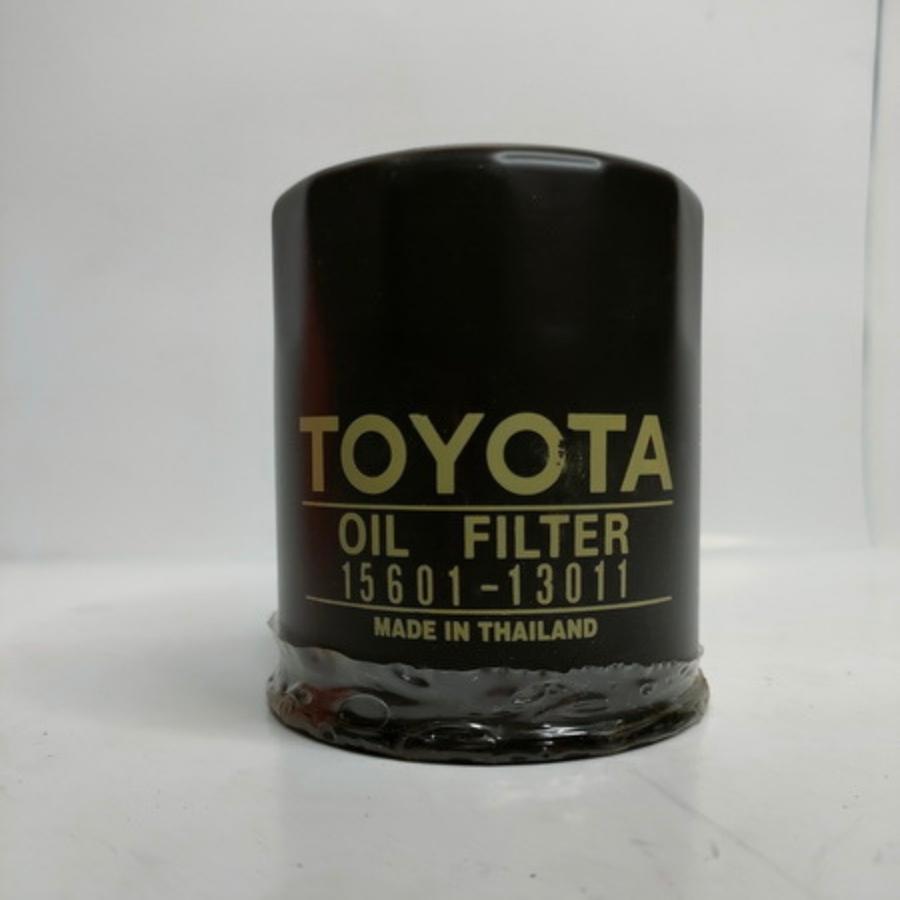 TOYOTA
OIL FILTER
15601-13011
MADE IN THAILAND